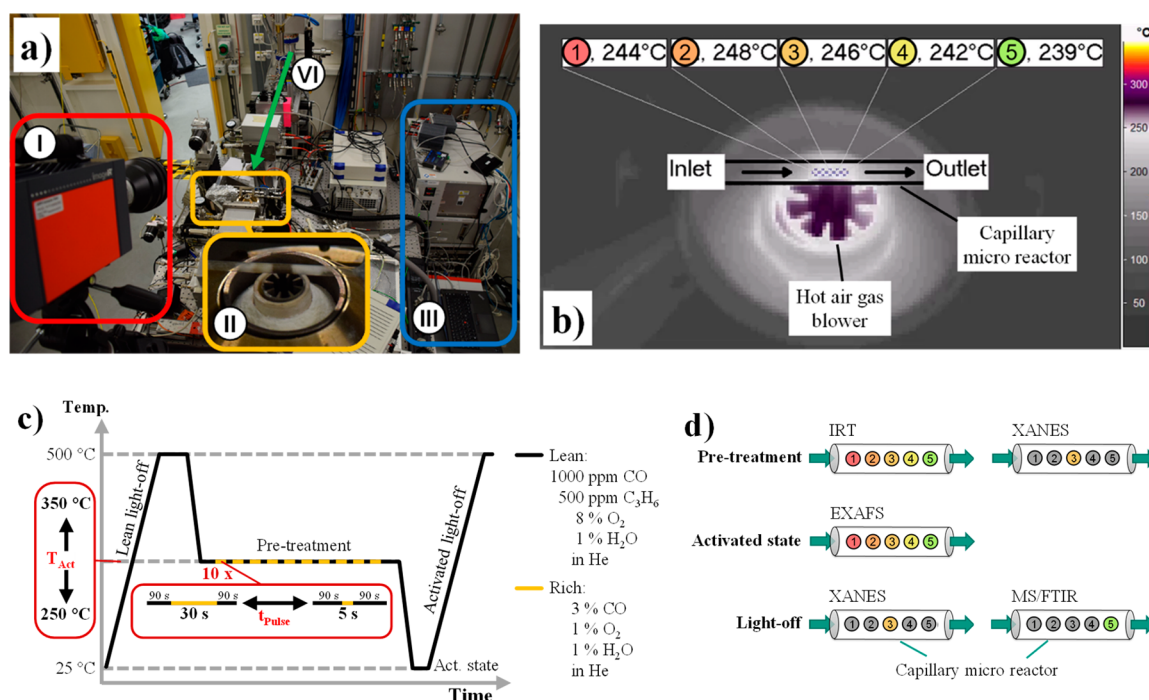 a)
I
VI
II
III
1, 244°C
2, 248°C
3, 246°C
4, 242°C
5, 239°C
°C
300
250
200
150
100
50
Inlet
Outlet
Capillary
micro reactor
Hot air gas
blower
b)
c)
Temp.
500 °C
350 °C
T_Act
250 °C
25 °C
Lean light-off
Pre-treatment
10 x
90 s
90 s
30 s
t_Pulse
90 s
90 s
5 s
Activated light-off
Act. state
Time
Lean:
1000 ppm CO
500 ppm C₃H₆
8 % O₂
1 % H₂O
in He
Rich:
3 % CO
1 % O₂
1 % H₂O
in He
d)
IRT
XANES
Pre-treatment
1 2 3 4 5
1 2 3 4 5
EXAFS
Activated state
1 2 3 4 5
XANES
MS/FTIR
Light-off
1 2 3 4 5
1 2 3 4 5
Capillary micro reactor